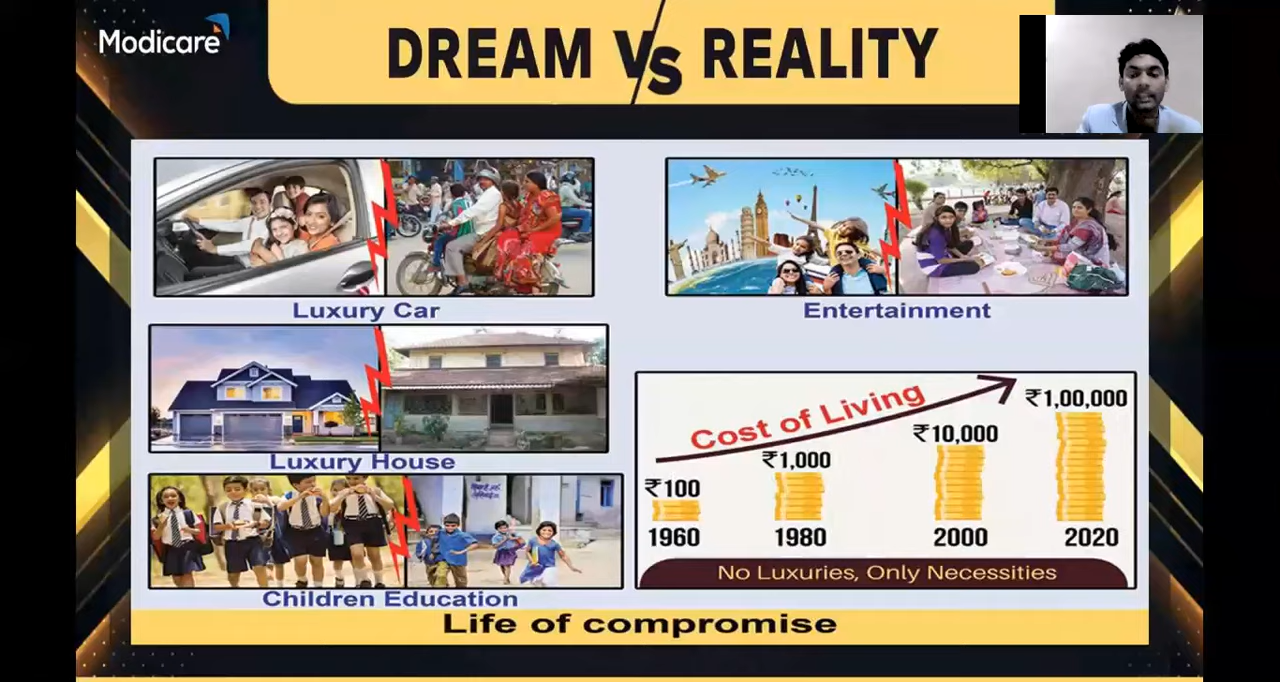 Modicare
DREAM Vs REALITY
Luxury Car
Entertainment
Luxury House
Children Education
Cost of Living
₹100
₹1,000
₹10,000
₹1,00,000
1960
1980
2000
2020
No Luxuries, Only Necessities
Life of compromise